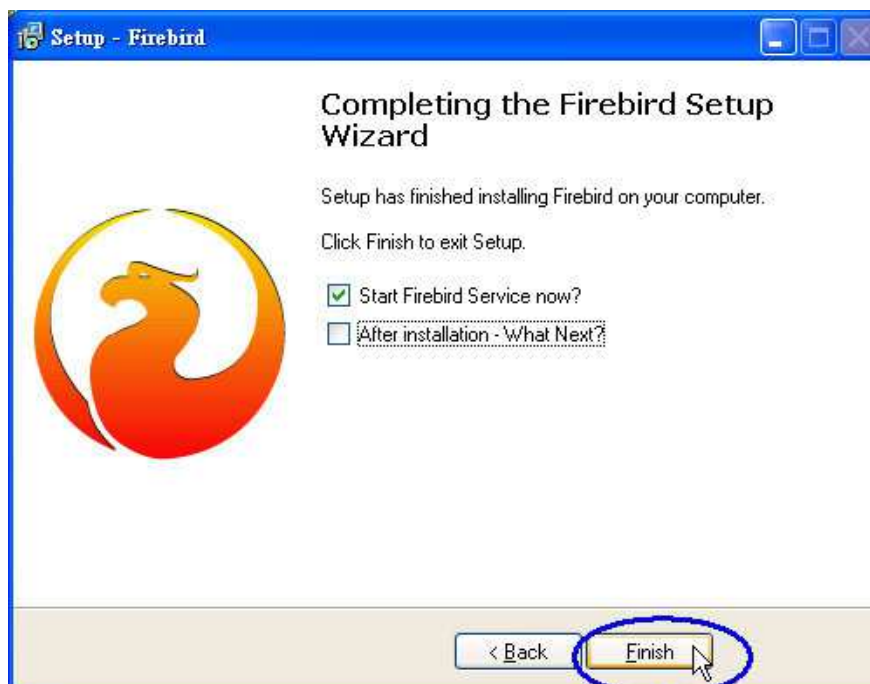 Setup - Firebird
Completing the Firebird Setup
Wizard
Setup has finished installing Firebird on your computer.
Click Finish to exit Setup.
Start Firebird Service now?
After installation - What Next?
< Back
Finish